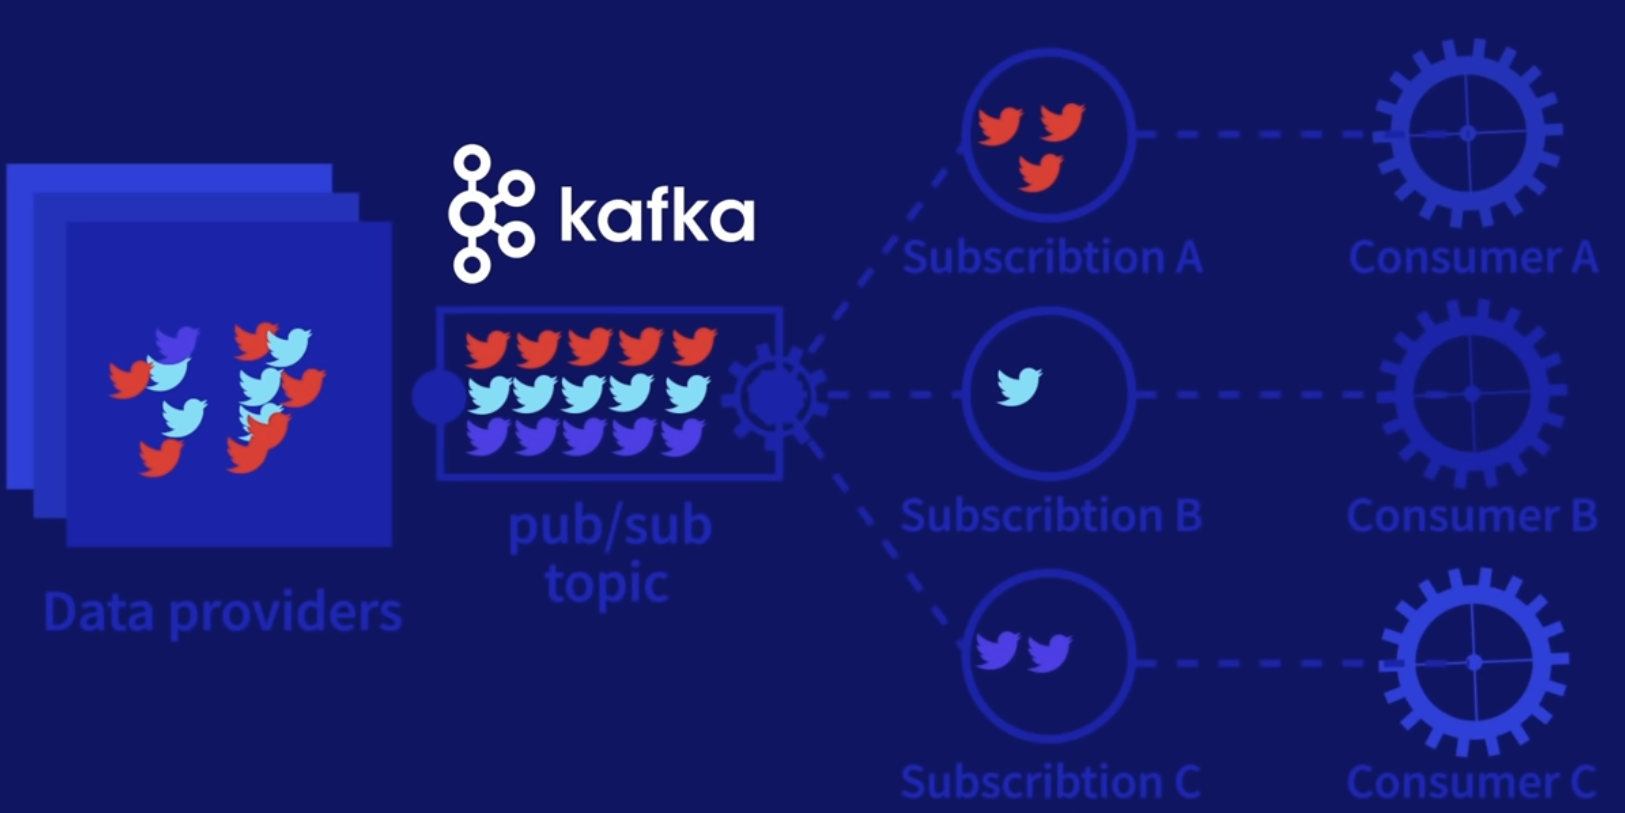 kafka
Data providers
pub/sub
topic
Subscribtion A
Consumer A
Subscribtion B
Consumer B
Subscribtion C
Consumer C